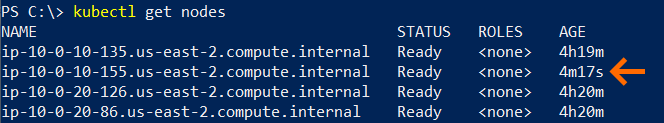 PS C:\> kubectl get nodes
NAME STATUS ROLES AGE
ip-10-0-10-135.us-east-2.compute.internal Ready <none> 4h19m
ip-10-0-10-155.us-east-2.compute.internal Ready <none> 4m17s
ip-10-0-20-126.us-east-2.compute.internal Ready <none> 4h20m
ip-10-0-20-86.us-east-2.compute.internal Ready <none> 4h20m